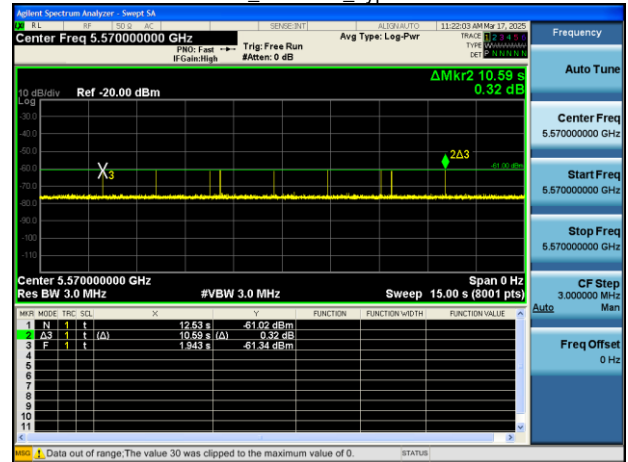 Agilent Spectrum Analyzer - Swept SA
RL RF 50 Ω AC SENSE:INT ALIGNAUTO 11:22:03 AM Mar 17, 2025
Center Freq 5.570000000 GHz
PNO: Fast
IFGain:High
Trig: Free Run
#Atten: 0 dB
Avg Type: Log-Pwr
TRACE 1 2 3 4 5 6
TYPE WWWWWW
DET P N N N N N
Frequency
Auto Tune
Center Freq
5.570000000 GHz
Start Freq
5.570000000 GHz
Stop Freq
5.570000000 GHz
CF Step
3.000000 MHz
Auto Man
Freq Offset
0 Hz
ΔMkr2 10.59 s
0.32 dB
10 dB/div Ref -20.00 dBm
Log
-30.0
-40.0
-50.0
-60.0
-70.0
-80.0
-90.0
-100
-110
X3
2Δ3
-61.00 dBm
Center 5.570000000 GHz Span 0 Hz
Res BW 3.0 MHz #VBW 3.0 MHz Sweep 15.00 s (8001 pts)
MKR MODE TRC SCL X Y FUNCTION FUNCTION WIDTH FUNCTION VALUE
1 N 1 t 12.53 s -61.02 dBm
2 Δ3 1 t (Δ) 10.59 s (Δ) 0.32 dB
3 F 1 t 1.943 s -61.34 dBm
4
5
6
7
8
9
10
11
MSG Data out of range;The value 30 was clipped to the maximum value of 0. STATUS